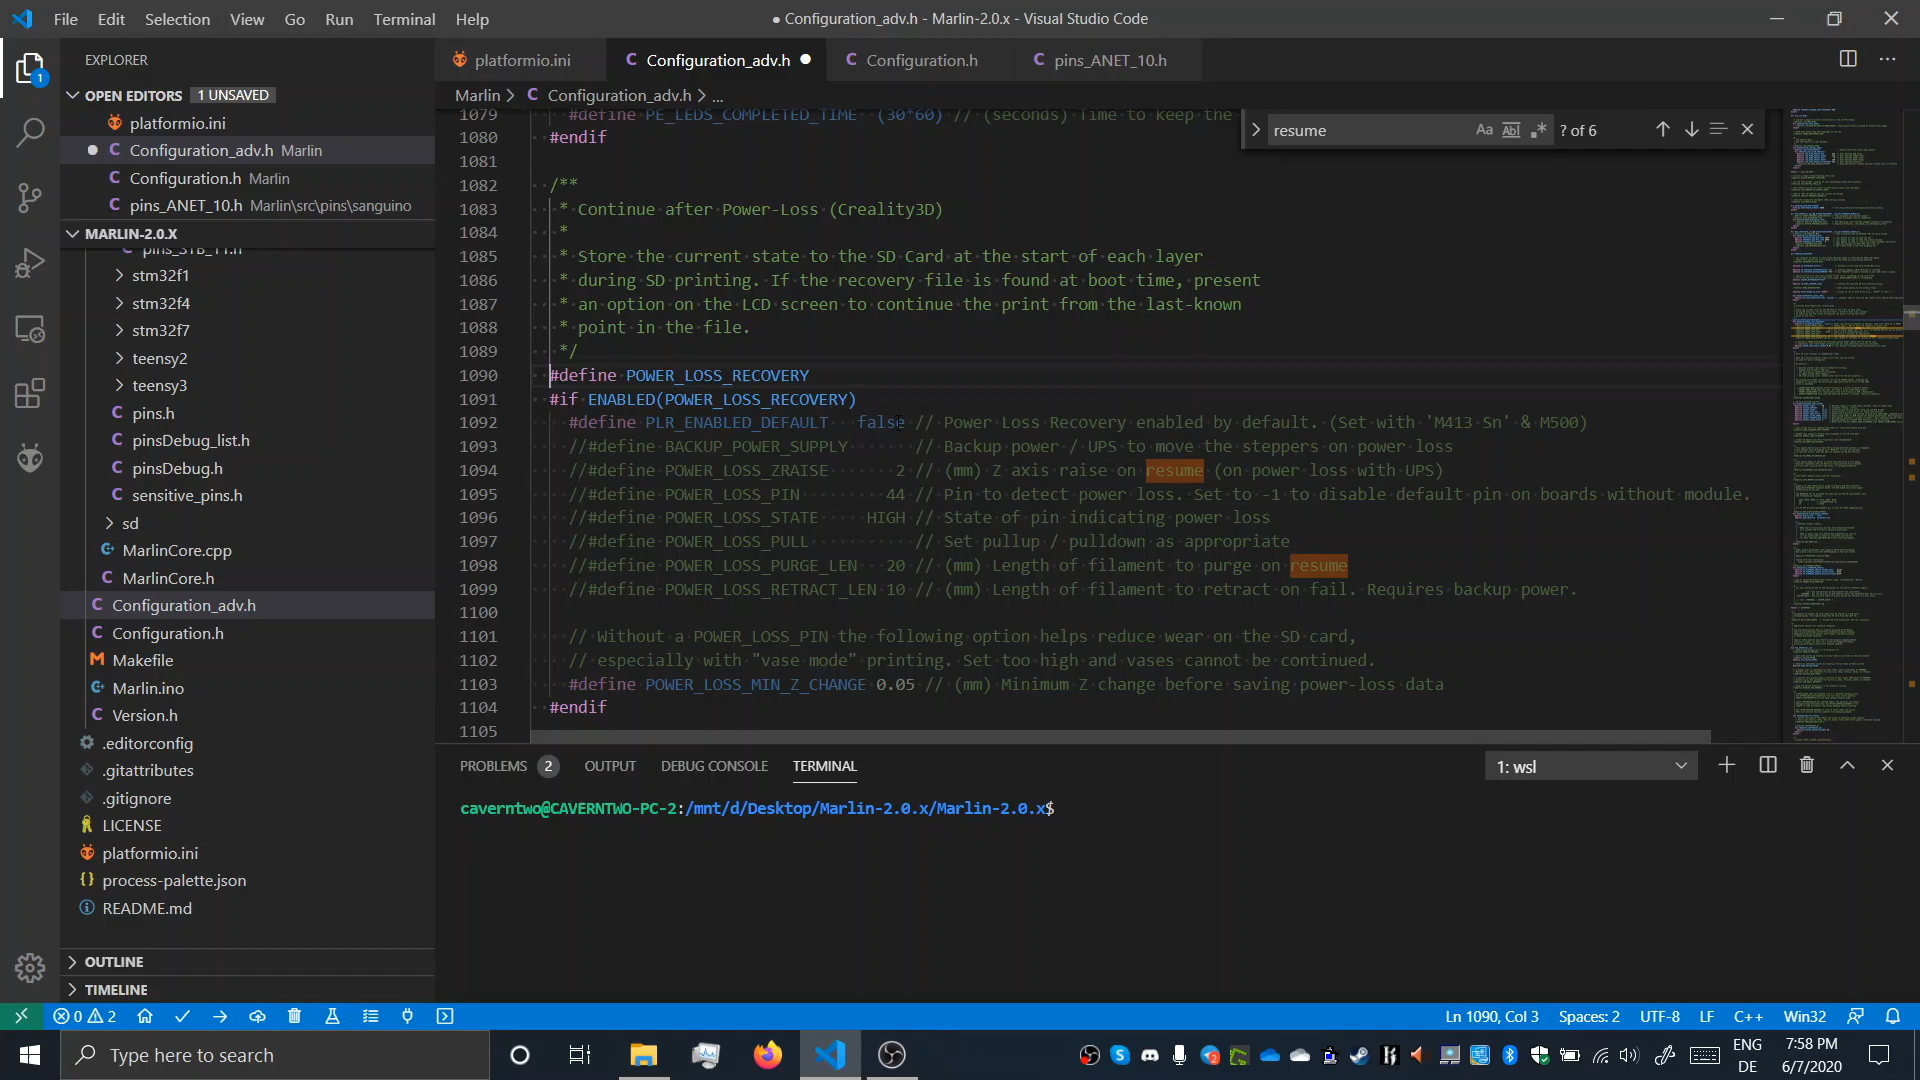 File Edit Selection View Go Run Terminal Help
● Configuration_adv.h - Marlin-2.0.x - Visual Studio Code
EXPLORER
OPEN EDITORS 1 UNSAVED
platformio.ini
● C Configuration_adv.h Marlin
C Configuration.h Marlin
C pins_ANET_10.h Marlin\src\pins\sanguino
MARLIN-2.0.X
pins_STB_11.h
stm32f1
stm32f4
stm32f7
teensy2
teensy3
C pins.h
C pinsDebug_list.h
C pinsDebug.h
C sensitive_pins.h
sd
MarlinCore.cpp
C MarlinCore.h
C Configuration_adv.h
C Configuration.h
M Makefile
Marlin.ino
C Version.h
.editorconfig
.gitattributes
.gitignore
LICENSE
platformio.ini
{} process-palette.json
README.md
OUTLINE
TIMELINE
platformio.ini C Configuration_adv.h ● C Configuration.h C pins_ANET_10.h
Marlin > C Configuration_adv.h > ...
resume Aa Abl .* ? of 6
1079 #define PE_LEDS_COMPLETED_TIME (30*60) // (seconds) Time to keep the
1080 #endif
1081
1082 /**
1083 * Continue after Power-Loss (Creality3D)
1084 *
1085 * Store the current state to the SD Card at the start of each layer
1086 * during SD printing. If the recovery file is found at boot time, present
1087 * an option on the LCD screen to continue the print from the last-known
1088 * point in the file.
1089 */
1090 #define POWER_LOSS_RECOVERY
1091 #if ENABLED(POWER_LOSS_RECOVERY)
1092 #define PLR_ENABLED_DEFAULT false // Power Loss Recovery enabled by default. (Set with 'M413 Sn' & M500)
1093 //#define BACKUP_POWER_SUPPLY // Backup power / UPS to move the steppers on power loss
1094 //#define POWER_LOSS_ZRAISE 2 // (mm) Z axis raise on resume (on power loss with UPS)
1095 //#define POWER_LOSS_PIN 44 // Pin to detect power loss. Set to -1 to disable default pin on boards without module.
1096 //#define POWER_LOSS_STATE HIGH // State of pin indicating power loss
1097 //#define POWER_LOSS_PULL // Set pullup / pulldown as appropriate
1098 //#define POWER_LOSS_PURGE_LEN 20 // (mm) Length of filament to purge on resume
1099 //#define POWER_LOSS_RETRACT_LEN 10 // (mm) Length of filament to retract on fail. Requires backup power.
1100
1101 // Without a POWER_LOSS_PIN the following option helps reduce wear on the SD card,
1102 // especially with "vase mode" printing. Set too high and vases cannot be continued.
1103 #define POWER_LOSS_MIN_Z_CHANGE 0.05 // (mm) Minimum Z change before saving power-loss data
1104 #endif
1105
PROBLEMS 2 OUTPUT DEBUG CONSOLE TERMINAL
1: wsl
caverntwo@CAVERNTWO-PC-2:/mnt/d/Desktop/Marlin-2.0.x/Marlin-2.0.x$
0 2
Ln 1090, Col 3 Spaces: 2 UTF-8 LF C++ Win32
Type here to search
ENG
DE
7:58 PM
6/7/2020